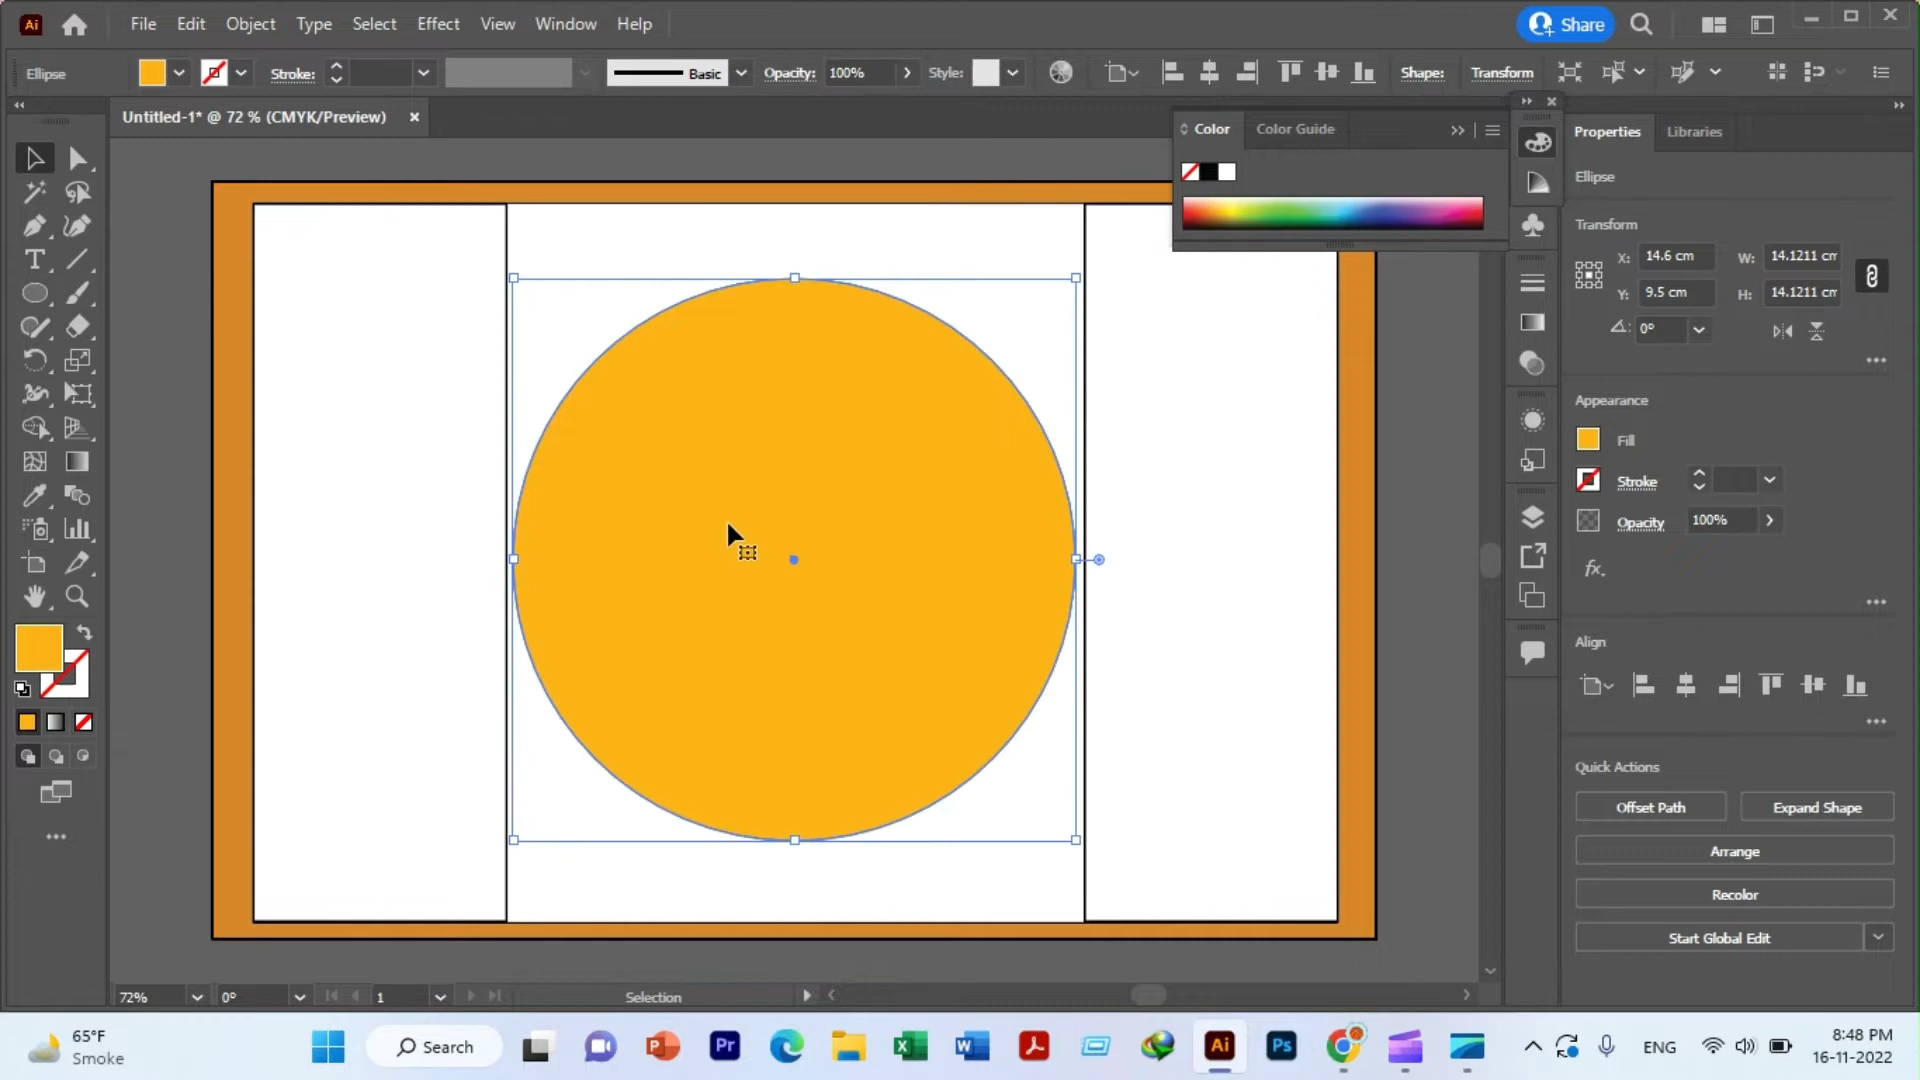 Ai File Edit Object Type Select Effect View Window Help Share
Ellipse Stroke: Basic Opacity: 100% Style: Shape: Transform
Untitled-1* @ 72 % (CMYK/Preview)
Color Color Guide
Properties Libraries
Ellipse
Transform
X: 14.6 cm W: 14.1211 cm
Y: 9.5 cm H: 14.1211 cm
0°
Appearance
Fill
Stroke
Opacity 100%
fx.
Align
Quick Actions
Offset Path Expand Shape
Arrange
Recolor
Start Global Edit
72% 0° 1 Selection
65°F
Smoke
Search
Pr
Ai
Ps
ENG
8:48 PM
16-11-2022